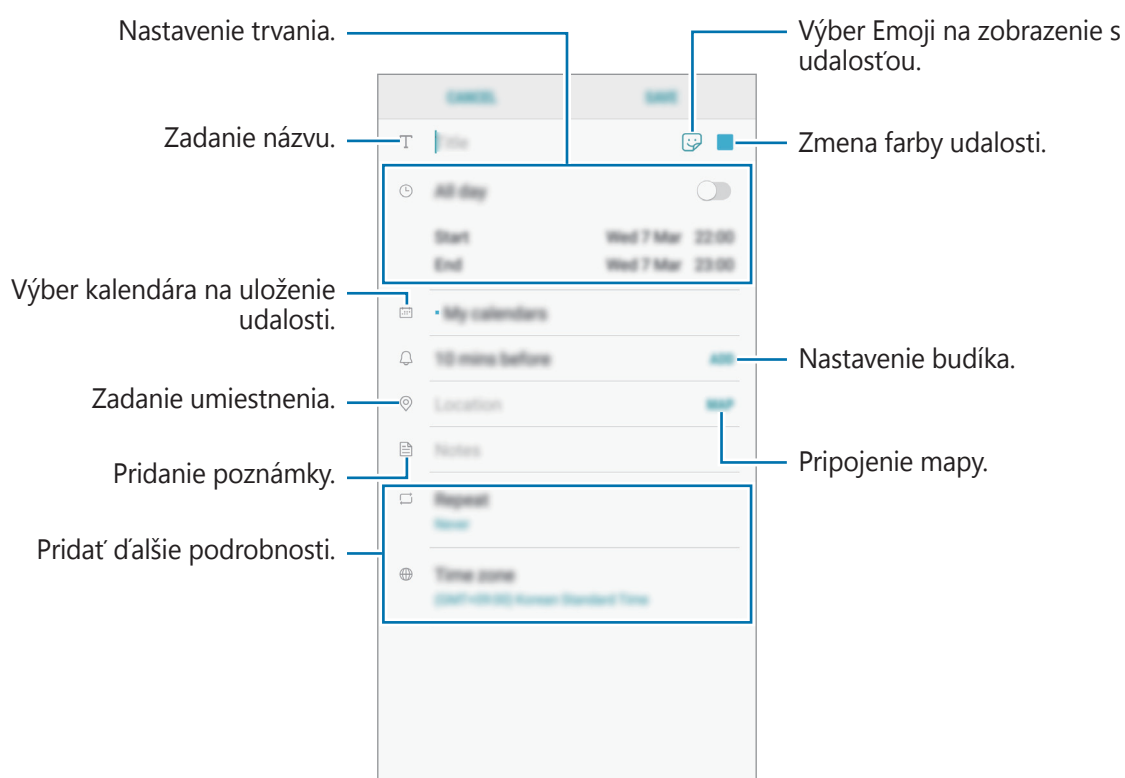 Nastavenie trvania.
Výber Emoji na zobrazenie s
udalosťou.
CANCEL
SAVE
Zadanie názvu.
Title
Zmena farby udalosti.
All day
Start
Wed 7 Mar 22:00
End
Wed 7 Mar 23:00
Výber kalendára na uloženie
udalosti.
My calendars
10 mins before
ADD
Nastavenie budíka.
Zadanie umiestnenia.
Location
MAP
Pridanie poznámky.
Notes
Pripojenie mapy.
Repeat
Never
Pridať ďalšie podrobnosti.
Time zone
(GMT+09:00) Korean Standard Time